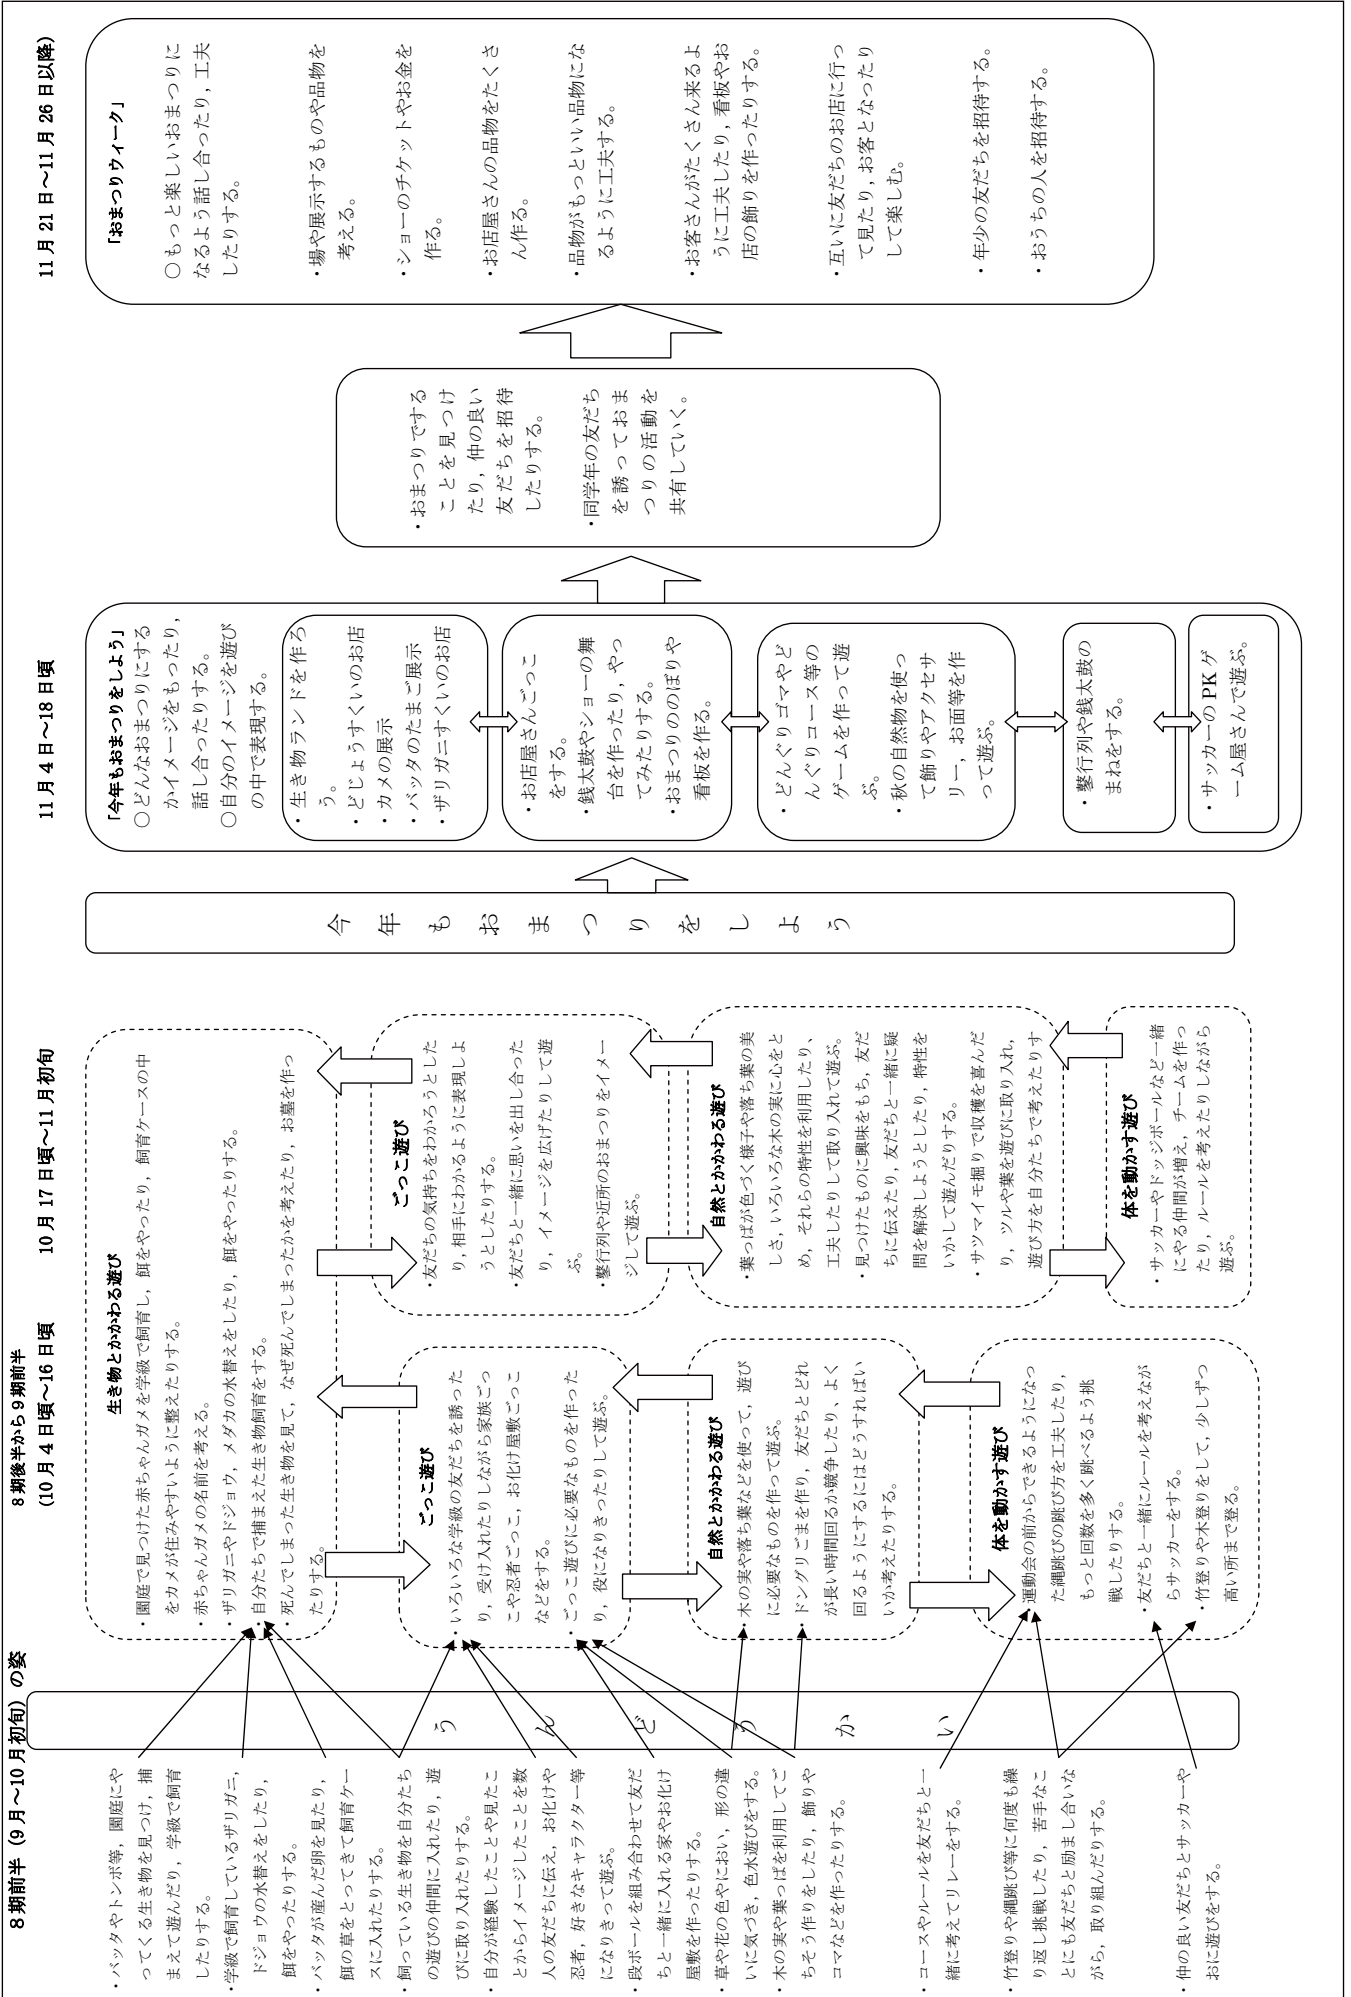 8期前半（9月～10月初旬）の姿
・バッタやトンボ等，園庭にや
ってくる生き物を見つけ，捕
まえて遊んだり，学級で飼育
したりする。
・学級で飼育しているザリガニ，
ドジョウの水替えをしたり，
餌をやったりする。
・バッタが産んだ卵を見たり，
餌の草をとってきて飼育ケー
スに入れたりする。
・飼っている生き物を自分たち
の遊びの仲間に入れたり，遊
びに取り入れたりする。
・自分が経験したことや見たこ
とからイメージしたことを数
人の友だちに伝え，お化けや
忍者，好きなキャラクター等
になりきって遊ぶ。
・段ボールを組み合わせて友だ
ちと一緒に入れる家やお化け
屋敷を作ったりする。
・草や花の色やにおい，形の違
いに気づき，色水遊びをする。
・木の実や葉っぱを利用してご
ちそう作りをしたり，飾りや
コマなどを作ったりする。
・コースやルールを友だちと一
緒に考えてリレーをする。
・竹登りや縄跳び等に何度も繰
り返し挑戦したり，苦手なこ
とにも友だちと励まし合いな
がら，取り組んだりする。
・仲の良い友だちとサッカーや
おに遊びをする。
うんどうかい
8期後半から9期前半
(10月4日頃～16日頃
10月17日頃～11月初旬
生き物とかかわる遊び
・園庭で見つけた赤ちゃんガメを学級で飼育し，餌をやったり，飼育ケースの中
をカメが住みやすいように整えたりする。
・赤ちゃんガメの名前を考える。
・ザリガニやドジョウ，メダカの水替えをしたり，餌をやったりする。
・自分たちで捕まえた生き物飼育をする。
・死んでしまった生き物を見て，なぜ死んでしまったかを考えたり，お墓を作っ
たりする。
ごっこ遊び
・いろいろな学級の友だちを誘った
り，受け入れたりしながら家族ごっ
こや忍者ごっこ，お化け屋敷ごっこ
などをする。
・ごっこ遊びに必要なものを作った
り，役になりきったりして遊ぶ。
自然とかかわる遊び
・木の実や落ち葉などを使って，遊び
に必要なものを作って遊ぶ。
・ドングリごまを作り，友だちとどれ
が長い時間回るか競争したり、よく
回るようにするにはどうすればい
いか考えたりする。
体を動かす遊び
・運動会の前からできるようになっ
た縄跳びの跳び方を工夫したり，
もっと回数を多く跳べるよう挑
戦したりする。
・友だちと一緒にルールを考えなが
らサッカーをする。
・竹登りや木登りをして，少しずつ
高い所まで登る。
ごっこ遊び
・友だちの気持ちをわかろうとした
り，相手にわかるように表現しよ
うとしたりする。
・友だちと一緒に思いを出し合った
り，イメージを広げたりして遊
ぶ。
・鼕行列や近所のおまつりをイメー
ジして遊ぶ。
自然とかかわる遊び
・葉っぱが色づく様子や落ち葉の美
しさ，いろいろな木の実に心をと
め，それらの特性を利用したり、
工夫したりして取り入れて遊ぶ。
・見つけたものに興味をもち，友だ
ちに伝えたり，友だちと一緒に疑
問を解決しようとしたり，特性を
いかして遊んだりする。
・サツマイモ掘りで収穫を喜んだ
り，ツルや葉を遊びに取り入れ，
遊び方を自分たちで考えたりす
体を動かす遊び
・サッカーやドッジボールなど一緒
にやる仲間が増え，チームを作っ
たり，ルールを考えたりしながら
遊ぶ。
今年もおまつりをしよう
11月4日～18日頃
「今年もおまつりをしよう」
○どんなおまつりにする
かイメージをもったり，
話し合ったりする。
○自分のイメージを遊び
の中で表現する。
・生き物ランドを作ろ
う。
・どじょうすくいのお店
・カメの展示
・バッタのたまご展示
・ザリガニすくいのお店
・お店屋さんごっこ
をする。
・銭太鼓やショーの舞
台を作ったり，やっ
てみたりする。
・おまつりののぼりや
看板を作る。
・どんぐりゴマやど
んぐりコース等の
ゲームを作って遊
ぶ。
・秋の自然物を使っ
て飾りやアクセサ
リー，お面等を作
って遊ぶ。
・鼕行列や銭太鼓の
まねをする。
・サッカーのPKゲ
ーム屋さんで遊ぶ。
・おまつりでする
ことを見つけ
たり，仲の良い
友だちを招待
したりする。
・同学年の友だち
を誘っておま
つりの活動を
共有していく。
11月21日～11月26日以降)
「おまつりウィーク」
○もっと楽しいおまつりに
なるよう話し合ったり，工夫
したりする。
・場や展示するものや品物を
考える。
・ショーのチケットやお金を
作る。
・お店屋さんの品物をたくさ
ん作る。
・品物がもっといい品物にな
るように工夫する。
・お客さんがたくさん来るよ
うに工夫したり，看板やお
店の飾りを作ったりする。
・互いに友だちのお店に行っ
て見たり，お客となったり
して楽しむ。
・年少の友だちを招待する。
・おうちの人を招待する。